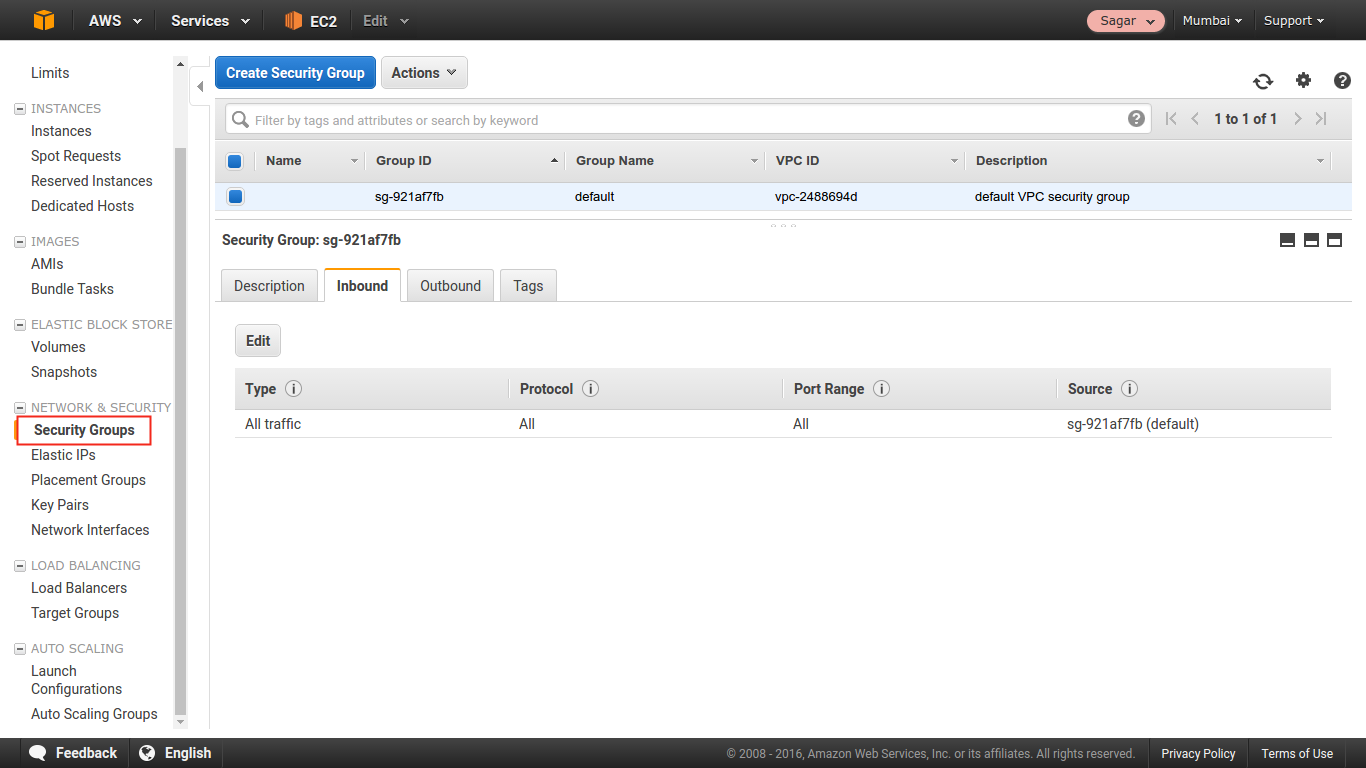 AWS Services EC2 Edit Sagar Mumbai Support
Limits
INSTANCES
Instances
Spot Requests
Reserved Instances
Dedicated Hosts
IMAGES
AMIs
Bundle Tasks
ELASTIC BLOCK STORE
Volumes
Snapshots
NETWORK & SECURITY
Security Groups
Elastic IPs
Placement Groups
Key Pairs
Network Interfaces
LOAD BALANCING
Load Balancers
Target Groups
AUTO SCALING
Launch
Configurations
Auto Scaling Groups
Create Security Group Actions
Filter by tags and attributes or search by keyword 1 to 1 of 1
Name Group ID Group Name VPC ID Description
sg-921af7fb default vpc-2488694d default VPC security group
Security Group: sg-921af7fb
Description Inbound Outbound Tags
Edit
Type Protocol Port Range Source
All traffic All All sg-921af7fb (default)
Feedback English © 2008 - 2016, Amazon Web Services, Inc. or its affiliates. All rights reserved. Privacy Policy Terms of Use